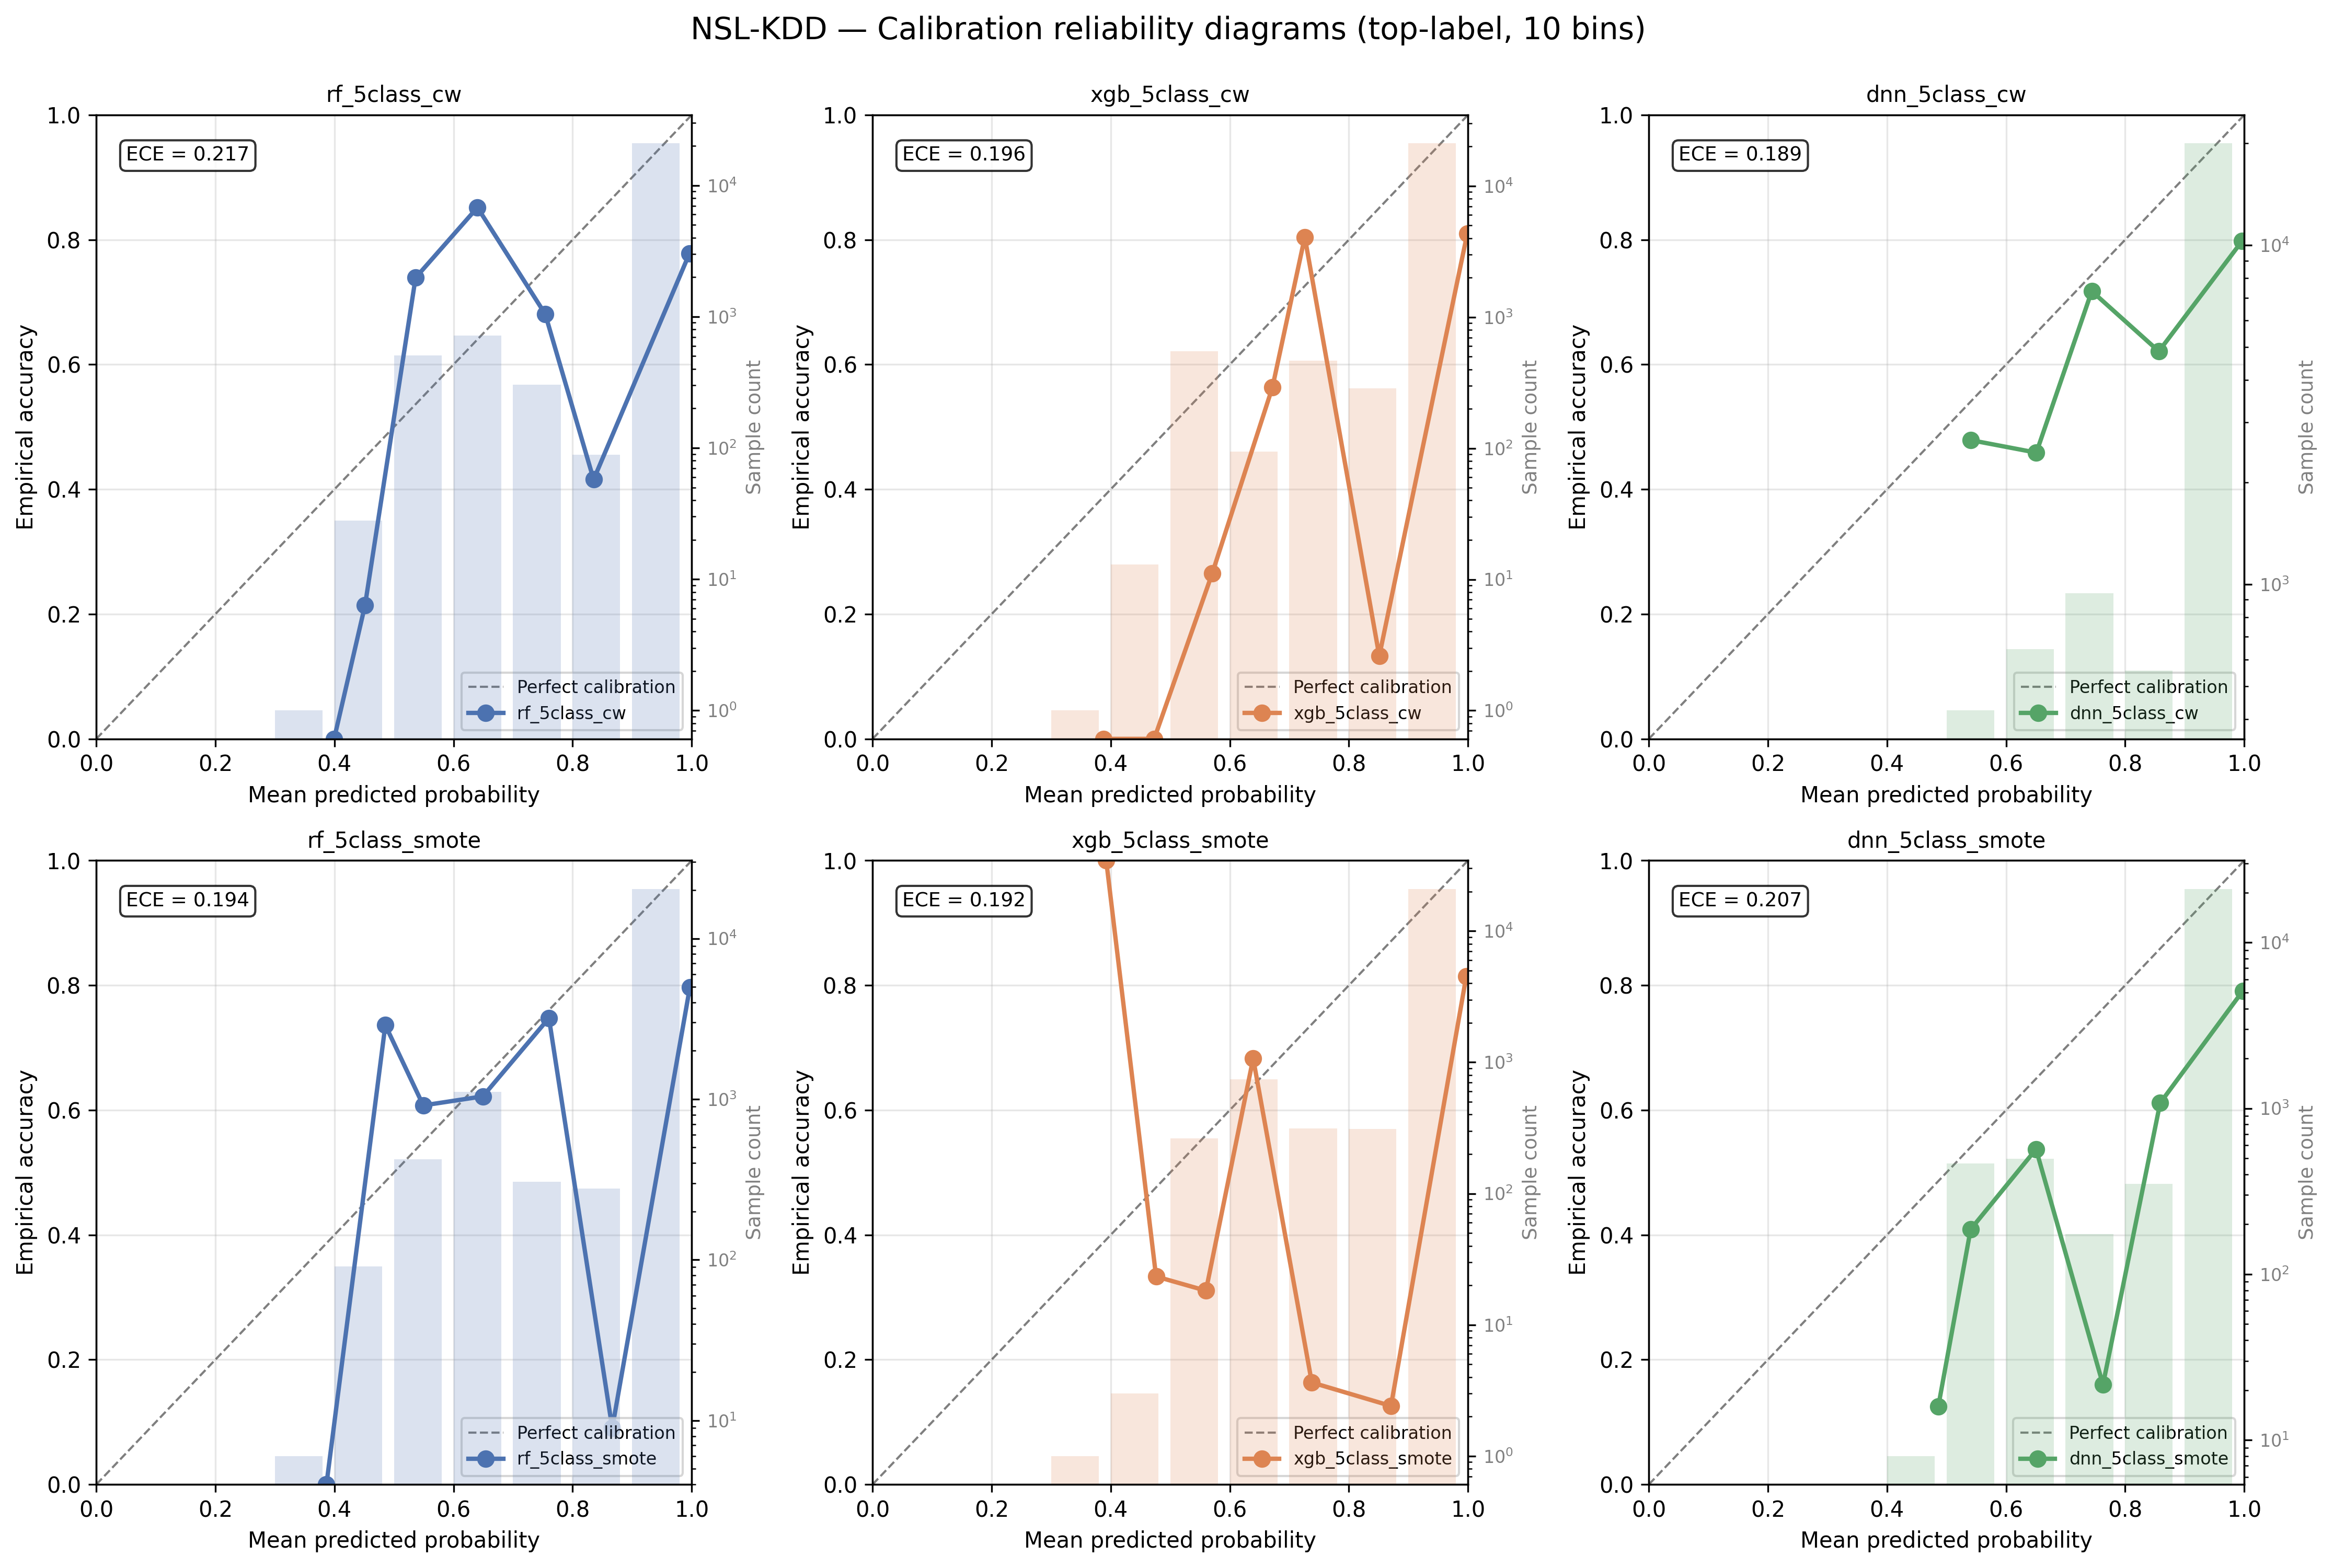 NSL-KDD — Calibration reliability diagrams (top-label, 10 bins)
rf_5class_cw
ECE = 0.217
1.0
0.8
0.6
0.4
0.2
0.0
Empirical accuracy
10⁴
10³
10²
10¹
10⁰
Sample count
Perfect calibration
rf_5class_cw
0.0 0.2 0.4 0.6 0.8 1.0
Mean predicted probability
xgb_5class_cw
ECE = 0.196
1.0
0.8
0.6
0.4
0.2
0.0
Empirical accuracy
10⁴
10³
10²
10¹
10⁰
Sample count
Perfect calibration
xgb_5class_cw
0.0 0.2 0.4 0.6 0.8 1.0
Mean predicted probability
dnn_5class_cw
ECE = 0.189
1.0
0.8
0.6
0.4
0.2
0.0
Empirical accuracy
10⁴
10³
Sample count
Perfect calibration
dnn_5class_cw
0.0 0.2 0.4 0.6 0.8 1.0
Mean predicted probability
rf_5class_smote
ECE = 0.194
1.0
0.8
0.6
0.4
0.2
0.0
Empirical accuracy
10⁴
10³
10²
10¹
Sample count
Perfect calibration
rf_5class_smote
0.0 0.2 0.4 0.6 0.8 1.0
Mean predicted probability
xgb_5class_smote
ECE = 0.192
1.0
0.8
0.6
0.4
0.2
0.0
Empirical accuracy
10⁴
10³
10²
10¹
10⁰
Sample count
Perfect calibration
xgb_5class_smote
0.0 0.2 0.4 0.6 0.8 1.0
Mean predicted probability
dnn_5class_smote
ECE = 0.207
1.0
0.8
0.6
0.4
0.2
0.0
Empirical accuracy
10⁴
10³
10²
10¹
Sample count
Perfect calibration
dnn_5class_smote
0.0 0.2 0.4 0.6 0.8 1.0
Mean predicted probability